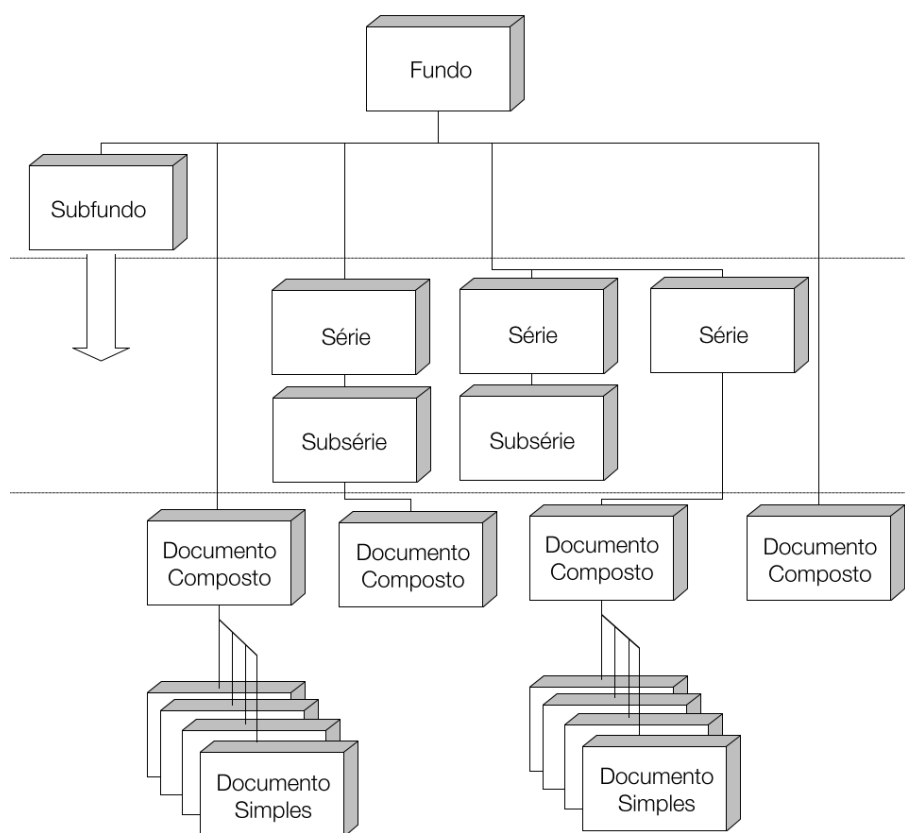 Fundo
Subfundo
Série
Série
Série
Subsérie
Subsérie
Documento
Composto
Documento
Composto
Documento
Composto
Documento
Composto
Documento
Simples
Documento
Simples